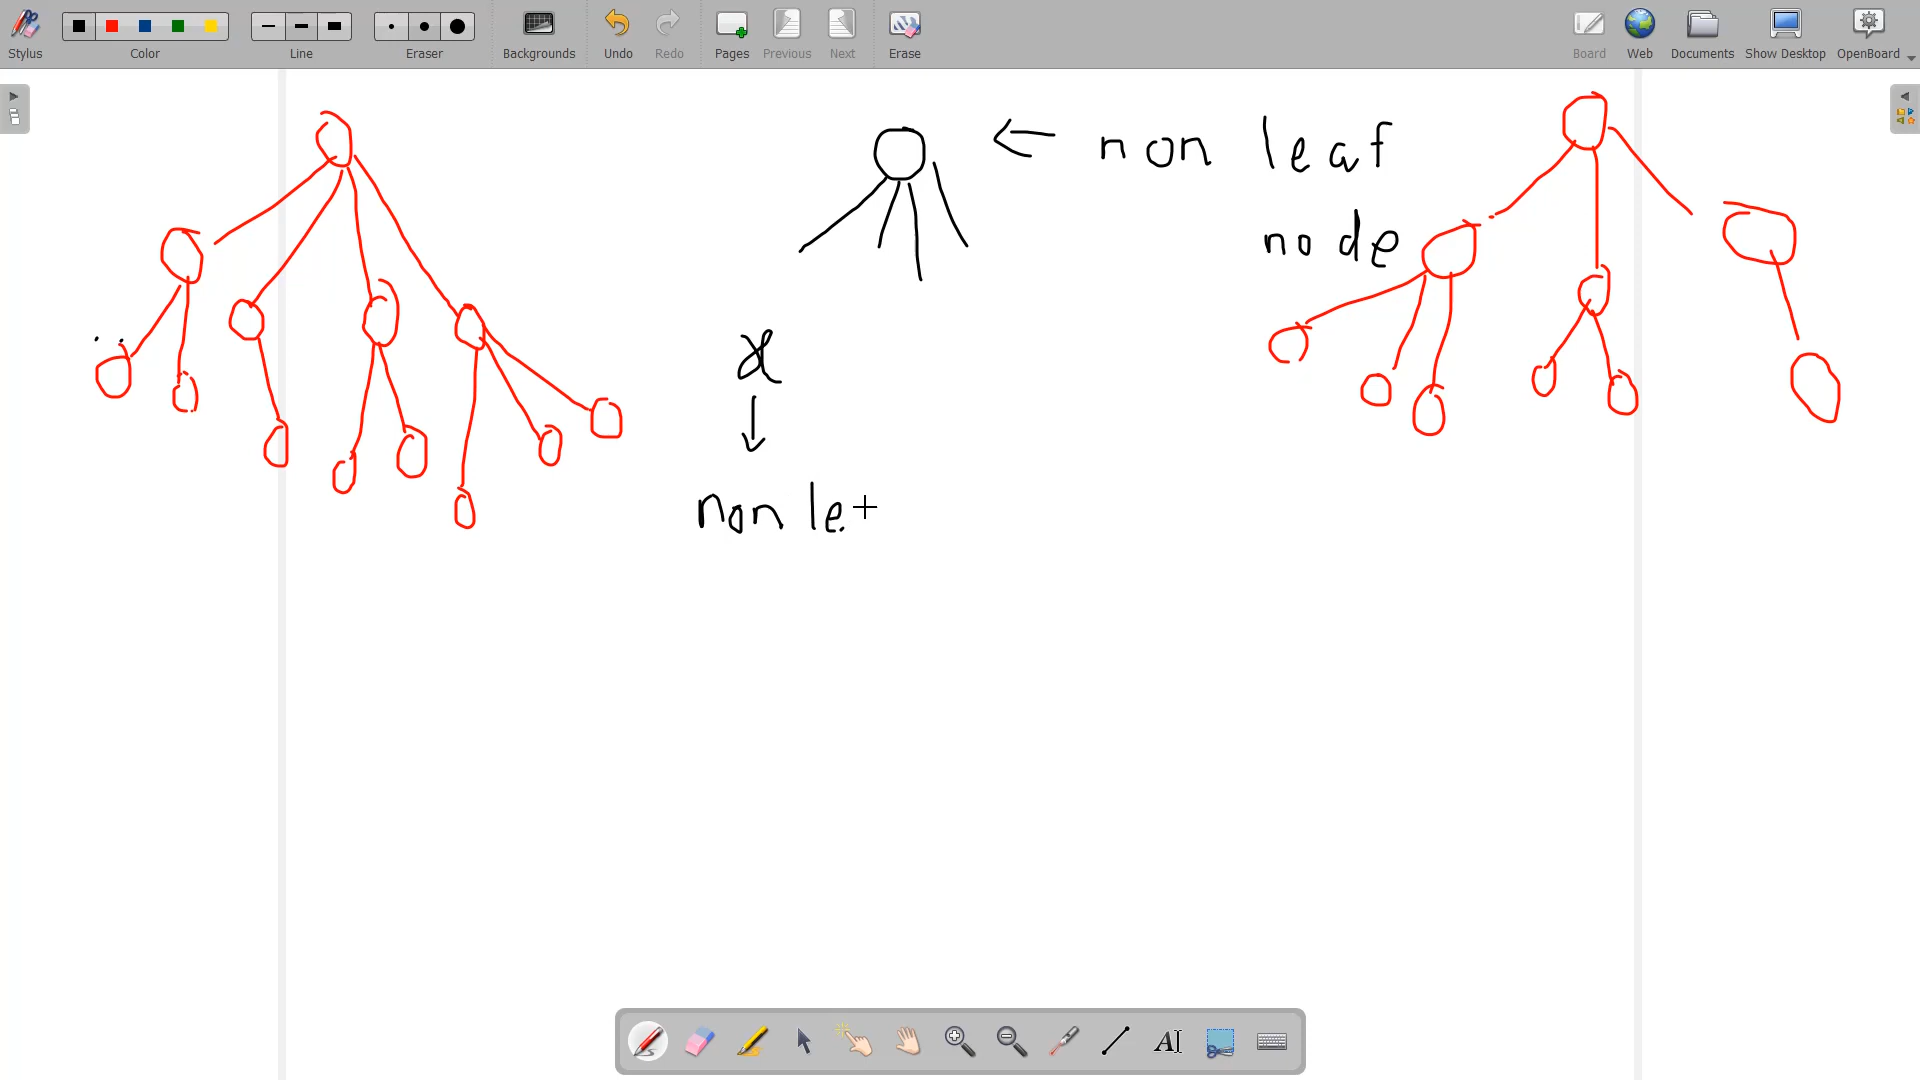 Stylus Color Line Eraser Backgrounds Undo Redo Pages Previous Next Erase Board Web Documents Show Desktop OpenBoard
non leaf
node
x
non le
AI